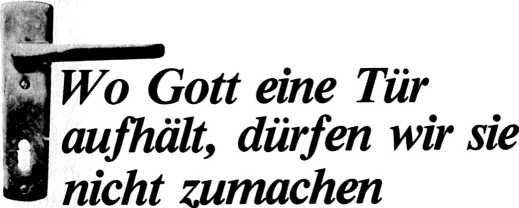 Wo Gott eine Tür
aufhält, dürfen wir sie
nicht zumachen